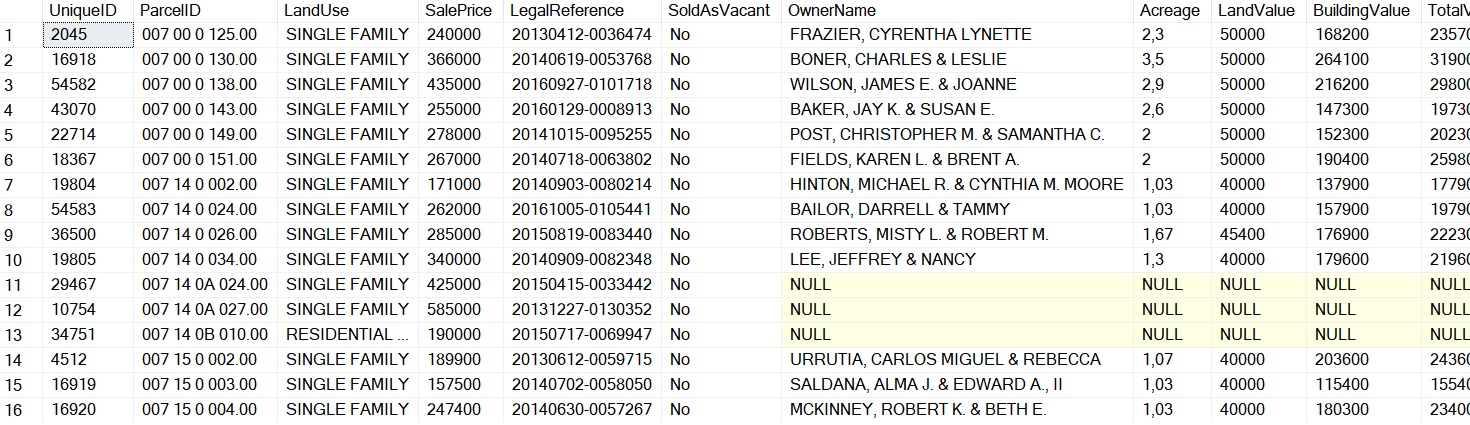 UniqueID ParcelID LandUse SalePrice LegalReference SoldAsVacant OwnerName Acreage LandValue BuildingValue TotalV
1 2045 007 00 0 125.00 SINGLE FAMILY 240000 20130412-0036474 No FRAZIER, CYRENTHA LYNETTE 2,3 50000 168200 23570
2 16918 007 00 0 130.00 SINGLE FAMILY 366000 20140619-0053768 No BONER, CHARLES & LESLIE 3,5 50000 264100 31900
3 54582 007 00 0 138.00 SINGLE FAMILY 435000 20160927-0101718 No WILSON, JAMES E. & JOANNE 2,9 50000 216200 29800
4 43070 007 00 0 143.00 SINGLE FAMILY 255000 20160129-0008913 No BAKER, JAY K. & SUSAN E. 2,6 50000 147300 19730
5 22714 007 00 0 149.00 SINGLE FAMILY 278000 20141015-0095255 No POST, CHRISTOPHER M. & SAMANTHA C. 2 50000 152300 20230
6 18367 007 00 0 151.00 SINGLE FAMILY 267000 20140718-0063802 No FIELDS, KAREN L. & BRENT A. 2 50000 190400 25980
7 19804 007 14 0 002.00 SINGLE FAMILY 171000 20140903-0080214 No HINTON, MICHAEL R. & CYNTHIA M. MOORE 1,03 40000 137900 17790
8 54583 007 14 0 024.00 SINGLE FAMILY 262000 20161005-0105441 No BAILOR, DARRELL & TAMMY 1,03 40000 157900 19790
9 36500 007 14 0 026.00 SINGLE FAMILY 285000 20150819-0083440 No ROBERTS, MISTY L. & ROBERT M. 1,67 45400 176900 22230
10 19805 007 14 0 034.00 SINGLE FAMILY 340000 20140909-0082348 No LEE, JEFFREY & NANCY 1,3 40000 179600 21960
11 29467 007 14 0A 024.00 SINGLE FAMILY 425000 20150415-0033442 No NULL NULL NULL NULL NULL
12 10754 007 14 0A 027.00 SINGLE FAMILY 585000 20131227-0130352 No NULL NULL NULL NULL NULL
13 34751 007 14 0B 010.00 RESIDENTIAL ... 190000 20150717-0069947 No NULL NULL NULL NULL NULL
14 4512 007 15 0 002.00 SINGLE FAMILY 189900 20130612-0059715 No URRUTIA, CARLOS MIGUEL & REBECCA 1,07 40000 203600 24360
15 16919 007 15 0 003.00 SINGLE FAMILY 157500 20140702-0058050 No SALDANA, ALMA J. & EDWARD A., II 1,03 40000 115400 15540
16 16920 007 15 0 004.00 SINGLE FAMILY 247400 20140630-0057267 No MCKINNEY, ROBERT K. & BETH E. 1,03 40000 180300 23400